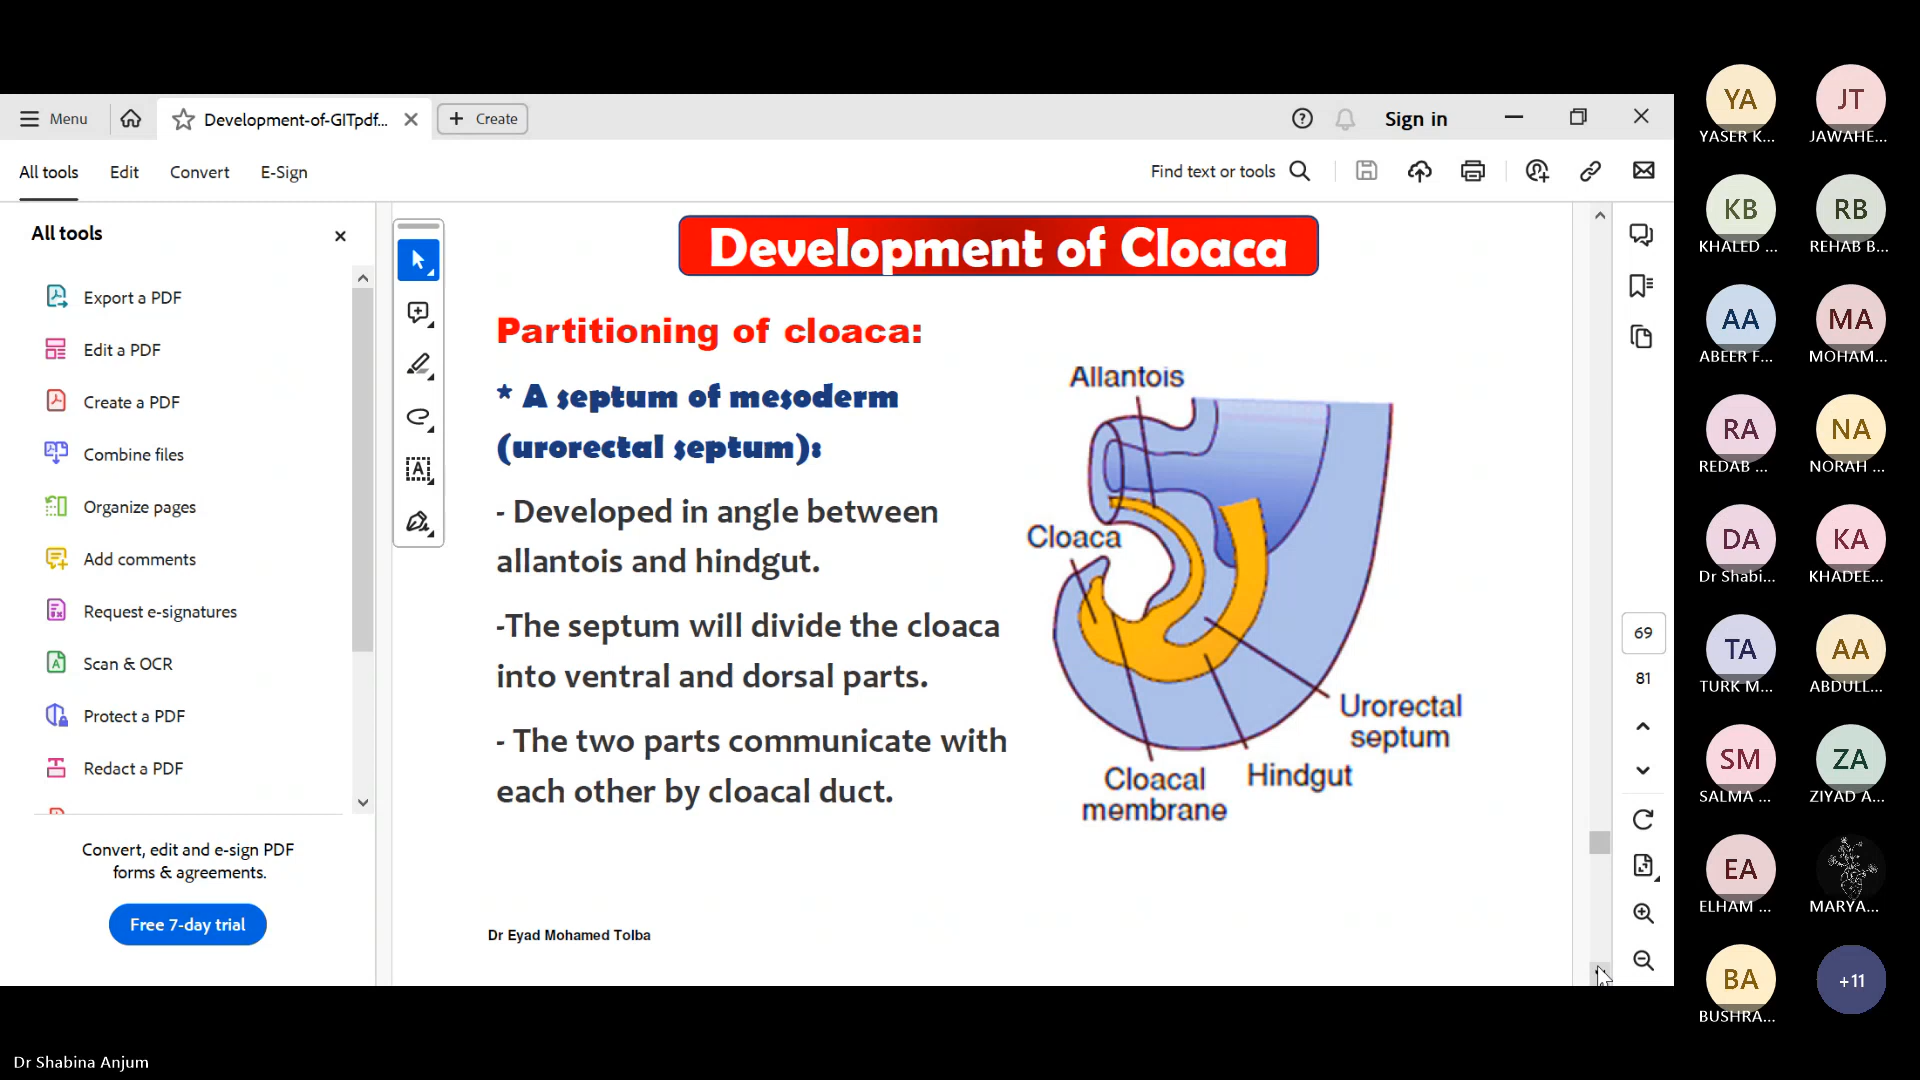 Menu
Development-of-GITpdf...
Create
Sign in
All tools
Edit
Convert
E-Sign
Find text or tools
All tools
Export a PDF
Edit a PDF
Create a PDF
Combine files
Organize pages
Add comments
Request e-signatures
Scan & OCR
Protect a PDF
Redact a PDF
Convert, edit and e-sign PDF
forms & agreements.
Free 7-day trial
Development of Cloaca
Partitioning of cloaca:
* A septum of mesoderm
(urorectal septum):
- Developed in angle between
allantois and hindgut.
-The septum will divide the cloaca
into ventral and dorsal parts.
- The two parts communicate with
each other by cloacal duct.
Allantois
Cloaca
Urorectal
septum
Hindgut
Cloacal
membrane
Dr Eyad Mohamed Tolba
69
81
YA
YASER K...
JT
JAWAHE...
KB
KHALED ...
RB
REHAB B...
AA
ABEER F...
MA
MOHAM...
RA
REDAB ...
NA
NORAH ...
DA
Dr Shabi...
KA
KHADEE...
TA
TURK M...
AA
ABDULL...
SM
SALMA ...
ZA
ZIYAD A...
EA
ELHAM ...
MARYA...
BA
BUSHRA...
+11
Dr Shabina Anjum